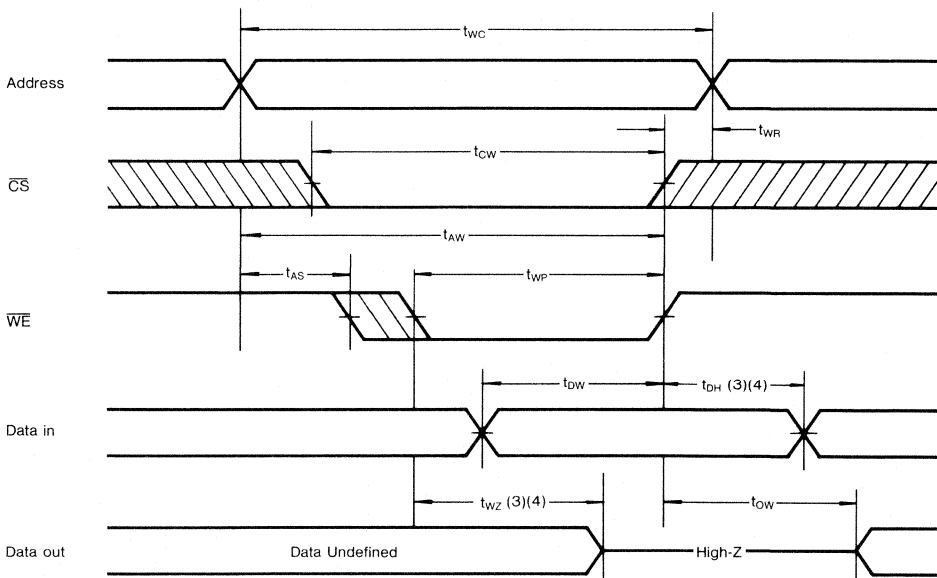 tWC
Address
tWR
tCW
CS
tAW
tAS
tWP
WE
tDW
tDH (3)(4)
Data in
tWZ (3)(4)
tOW
Data out
Data Undefined
High-Z